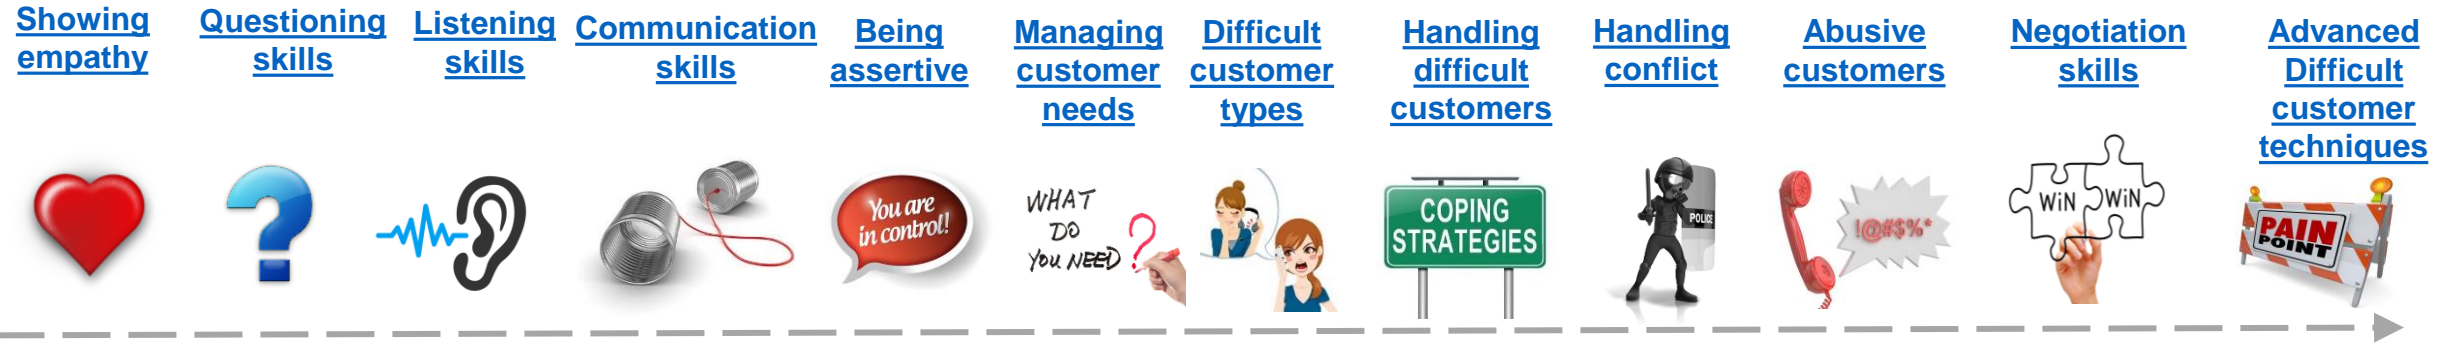 Showing
empathy
Questioning
skills
Listening
skills
Communication
skills
Being
assertive
Managing
customer
needs
Difficult
customer
types
Handling
difficult
customers
Handling
conflict
Abusive
customers
Negotiation
skills
Advanced
Difficult
customer
techniques
You are
in control!
WHAT
DO
YOU NEED?
COPING
STRATEGIES
POLICE
!@#$%*
WiN WiN
PAIN
POINT